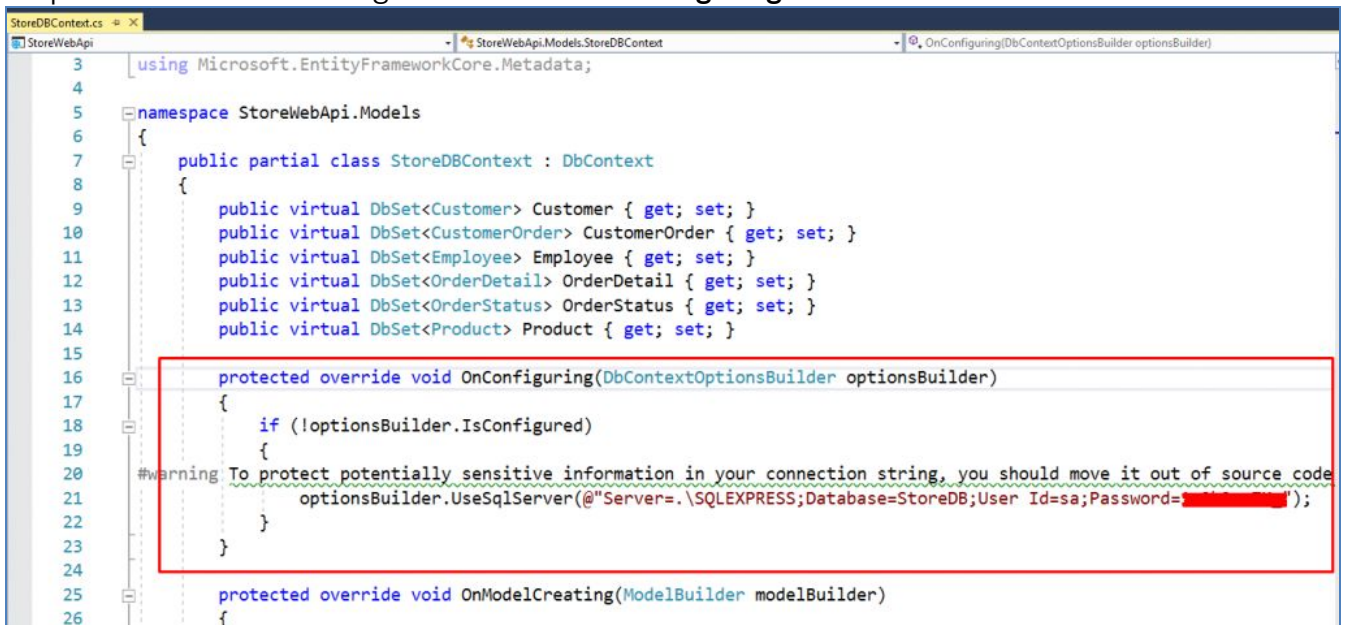 StoreDBContext.cs
StoreWebApi StoreWebApi.Models.StoreDBContext OnConfiguring(DbContextOptionsBuilder optionsBuilder)
3 using Microsoft.EntityFrameworkCore.Metadata;
4
5 namespace StoreWebApi.Models
6 {
7 public partial class StoreDBContext : DbContext
8 {
9 public virtual DbSet<Customer> Customer { get; set; }
10 public virtual DbSet<CustomerOrder> CustomerOrder { get; set; }
11 public virtual DbSet<Employee> Employee { get; set; }
12 public virtual DbSet<OrderDetail> OrderDetail { get; set; }
13 public virtual DbSet<OrderStatus> OrderStatus { get; set; }
14 public virtual DbSet<Product> Product { get; set; }
15
16 protected override void OnConfiguring(DbContextOptionsBuilder optionsBuilder)
17 {
18 if (!optionsBuilder.IsConfigured)
19 {
20 #warning To protect potentially sensitive information in your connection string, you should move it out of source code
21 optionsBuilder.UseSqlServer(@"Server=.\SQLEXPRESS;Database=StoreDB;User Id=sa;Password=");
22 }
23 }
24
25 protected override void OnModelCreating(ModelBuilder modelBuilder)
26 {